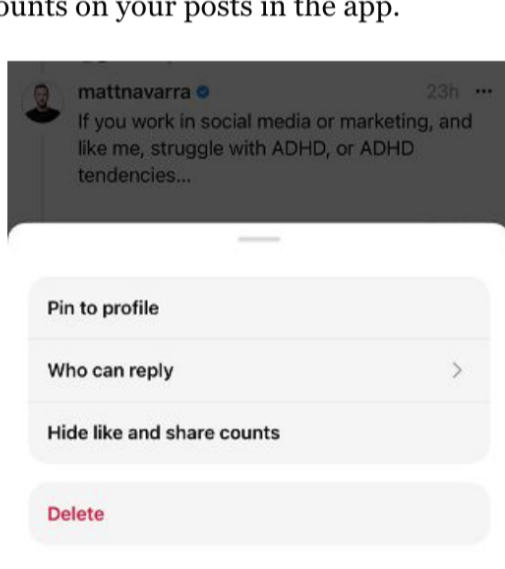 ounts on your posts in the app.
mattnavarra 23h ...
If you work in social media or marketing, and
like me, struggle with ADHD, or ADHD
tendencies...
Pin to profile
Who can reply
Hide like and share counts
Delete